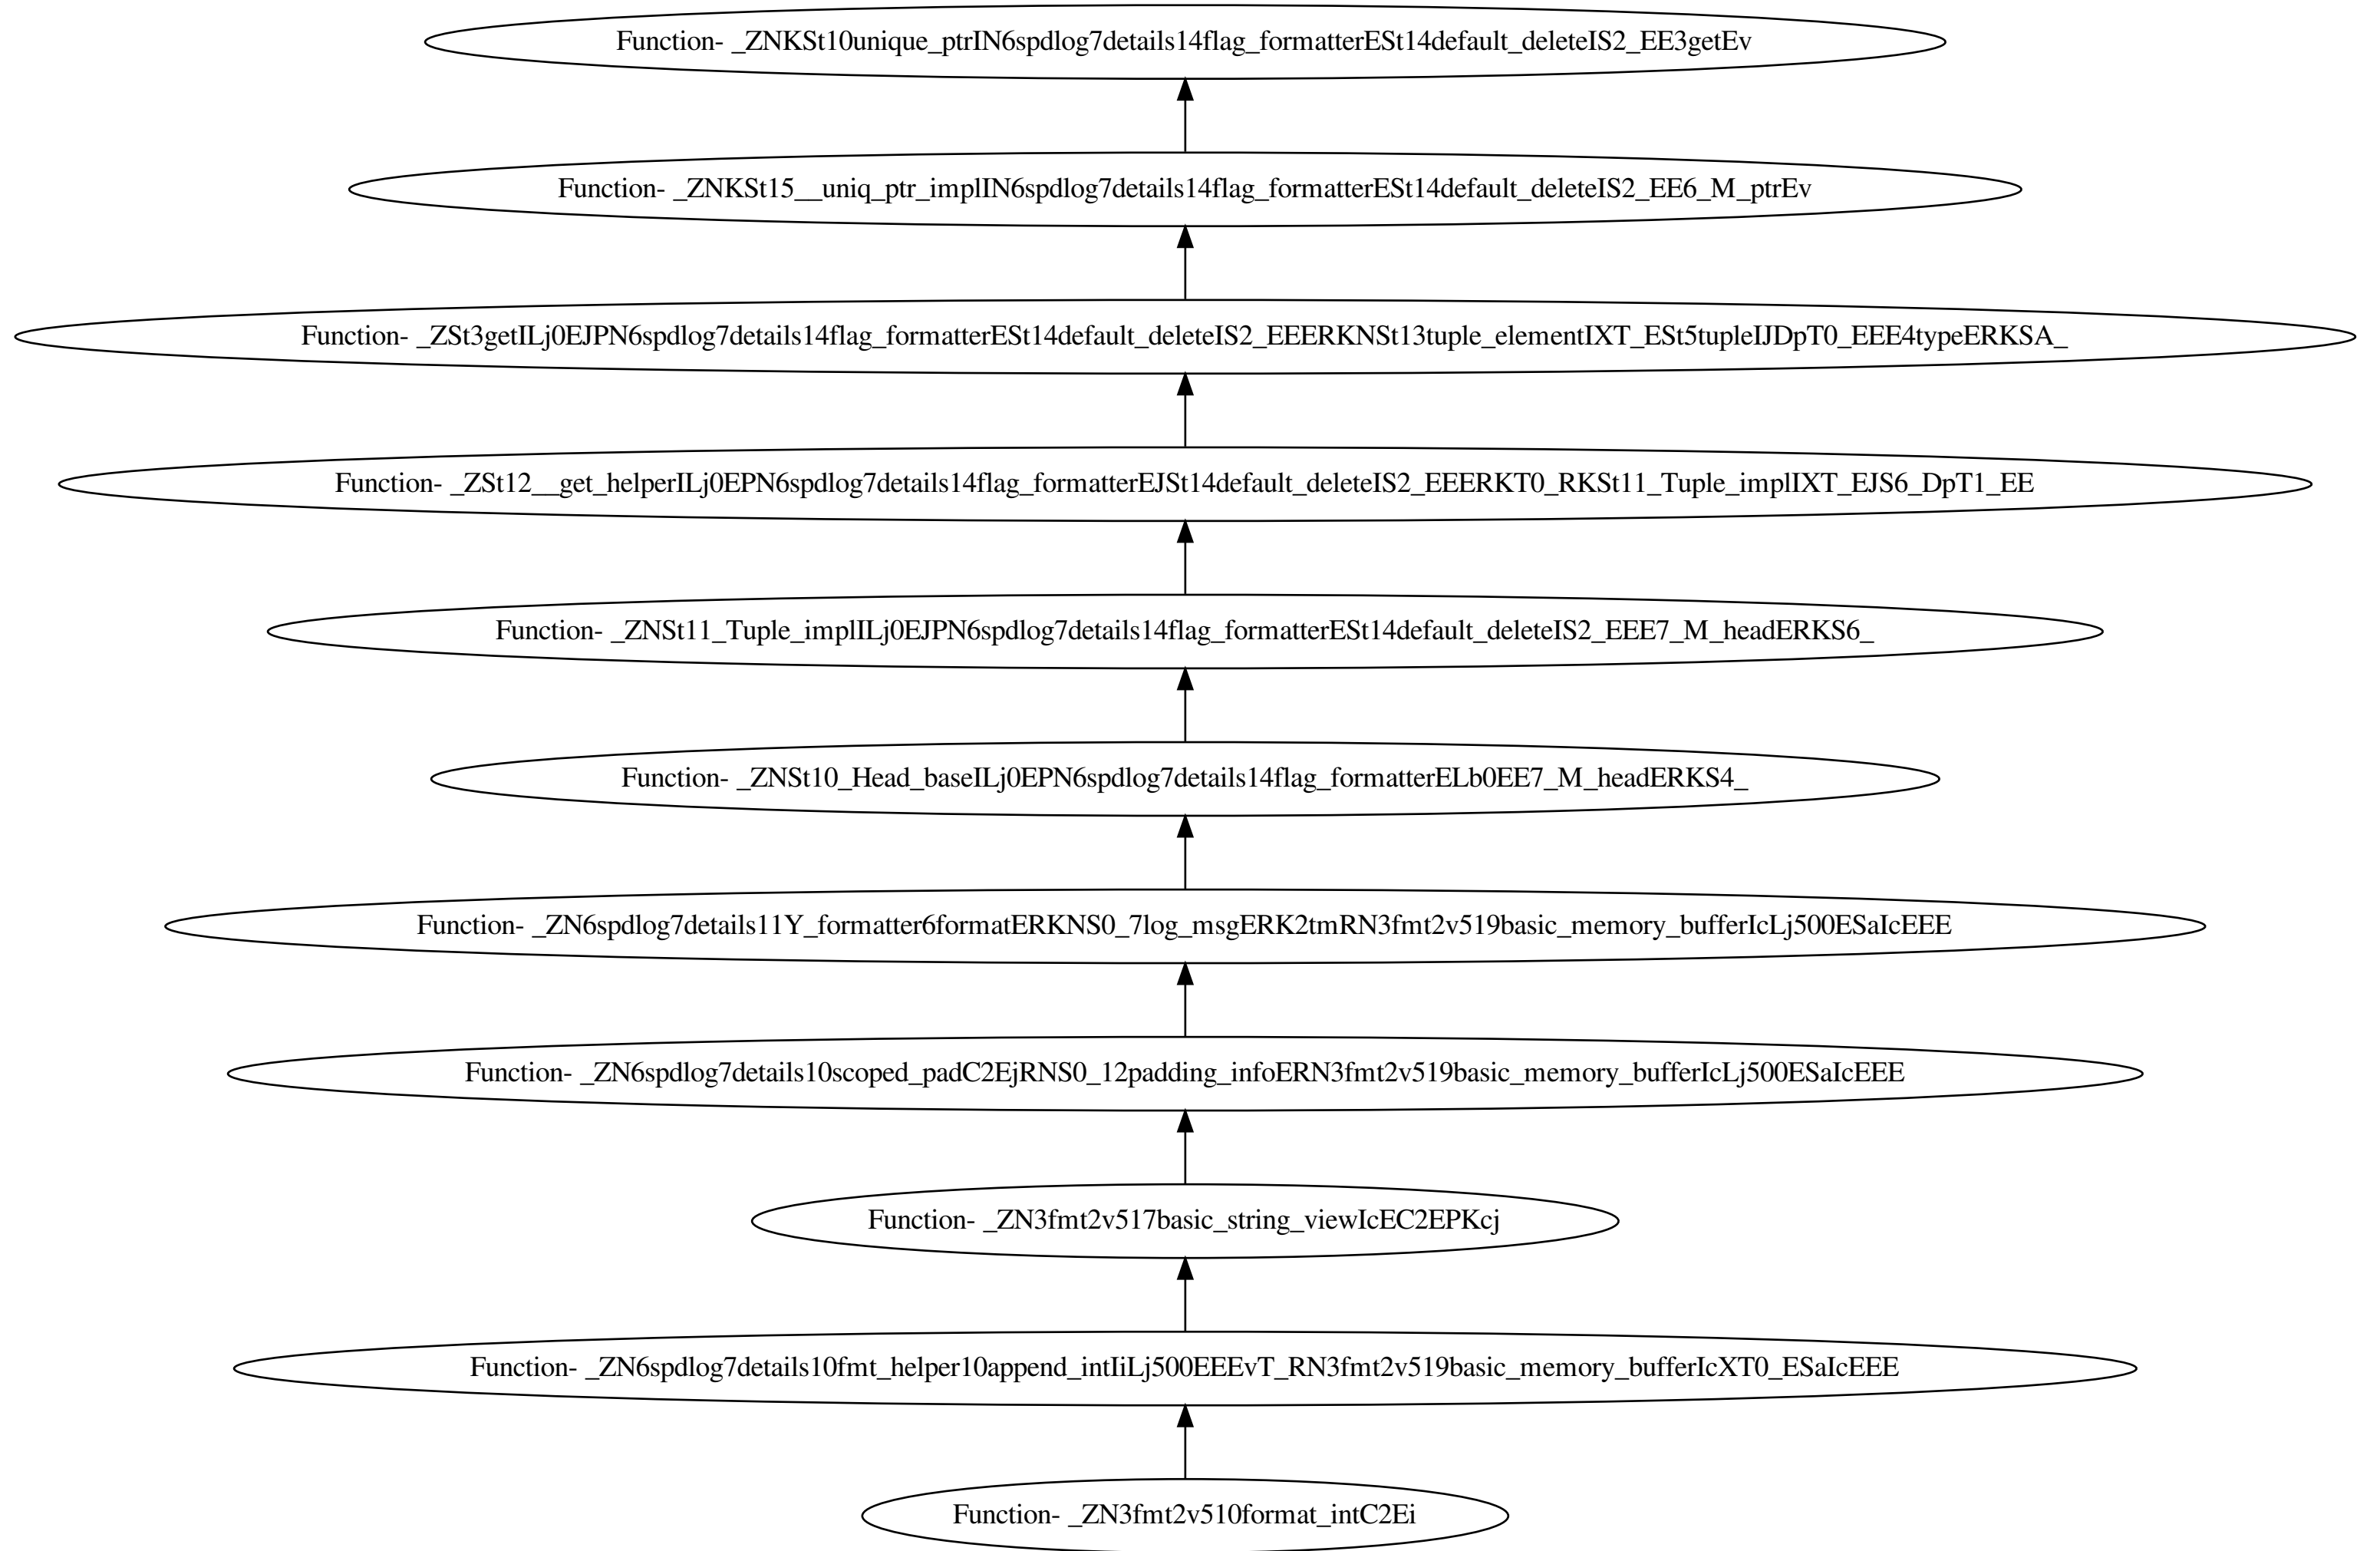 Function- _ZNKSt10unique_ptrIN6spdlog7details14flag_formatterESt14default_deleteIS2_EE3getEv
Function- _ZNKSt15__uniq_ptr_implIN6spdlog7details14flag_formatterESt14default_deleteIS2_EE6_M_ptrEv
Function- _ZSt3getILj0EJPN6spdlog7details14flag_formatterESt14default_deleteIS2_EEERKNSt13tuple_elementIXT_ESt5tupleIJDpT0_EEE4typeERKSA_
Function- _ZSt12__get_helperILj0EPN6spdlog7details14flag_formatterEJSt14default_deleteIS2_EEERKT0_RKSt11_Tuple_implIXT_EJS6_DpT1_EE
Function- _ZNSt11_Tuple_implILj0EJPN6spdlog7details14flag_formatterESt14default_deleteIS2_EEE7_M_headERKS6_
Function- _ZNSt10_Head_baseILj0EPN6spdlog7details14flag_formatterELb0EE7_M_headERKS4_
Function- _ZN6spdlog7details11Y_formatter6formatERKNS0_7log_msgERK2tmRN3fmt2v519basic_memory_bufferIcLj500ESaIcEEE
Function- _ZN6spdlog7details10scoped_padC2EjRNS0_12padding_infoERN3fmt2v519basic_memory_bufferIcLj500ESaIcEEE
Function- _ZN3fmt2v517basic_string_viewIcEC2EPKcj
Function- _ZN6spdlog7details10fmt_helper10append_intIiLj500EEEvT_RN3fmt2v519basic_memory_bufferIcXT0_ESaIcEEE
Function- _ZN3fmt2v510format_intC2Ei